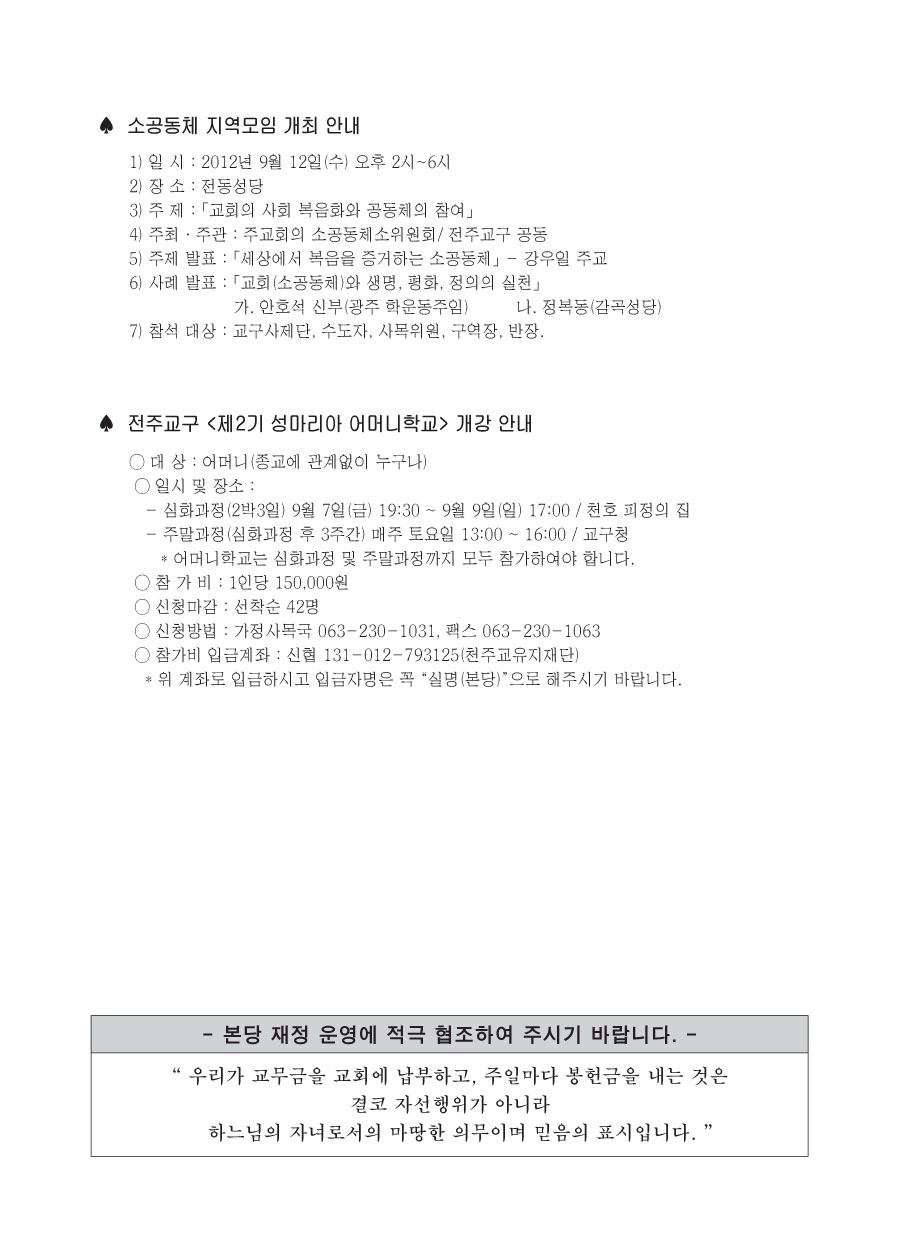 ♠ 소공동체 지역모임 개최 안내
1) 일 시 : 2012년 9월 12일(수) 오후 2시~6시
2) 장 소 : 전동성당
3) 주 제 : 「교회의 사회 복음화와 공동체의 참여」
4) 주최 · 주관 : 주교회의 소공동체소위원회/ 전주교구 공동
5) 주제 발표 : 「세상에서 복음을 증거하는 소공동체」 - 강우일 주교
6) 사례 발표 : 「교회(소공동체)와 생명, 평화, 정의의 실천」
가. 안호석 신부(광주 학운동주임) 나. 정복동(감곡성당)
7) 참석 대상 : 교구사제단, 수도자, 사목위원, 구역장, 반장.
♠ 전주교구 <제2기 성마리아 어머니학교> 개강 안내
○ 대 상 : 어머니(종교에 관계없이 누구나)
○ 일시 및 장소 :
- 심화과정(2박3일) 9월 7일(금) 19:30 ~ 9월 9일(일) 17:00 / 천호 피정의 집
- 주말과정(심화과정 후 3주간) 매주 토요일 13:00 ~ 16:00 / 교구청
* 어머니학교는 심화과정 및 주말과정까지 모두 참가하여야 합니다.
○ 참 가 비 : 1인당 150,000원
○ 신청마감 : 선착순 42명
○ 신청방법 : 가정사목국 063-230-1031, 팩스 063-230-1063
○ 참가비 입금계좌 : 신협 131-012-793125(천주교유지재단)
* 위 계좌로 입금하시고 입금자명은 꼭 “실명(본당)”으로 해주시기 바랍니다.
- 본당 재정 운영에 적극 협조하여 주시기 바랍니다. -
“ 우리가 교무금을 교회에 납부하고, 주일마다 봉헌금을 내는 것은
결코 자선행위가 아니라
하느님의 자녀로서의 마땅한 의무이며 믿음의 표시입니다. ”